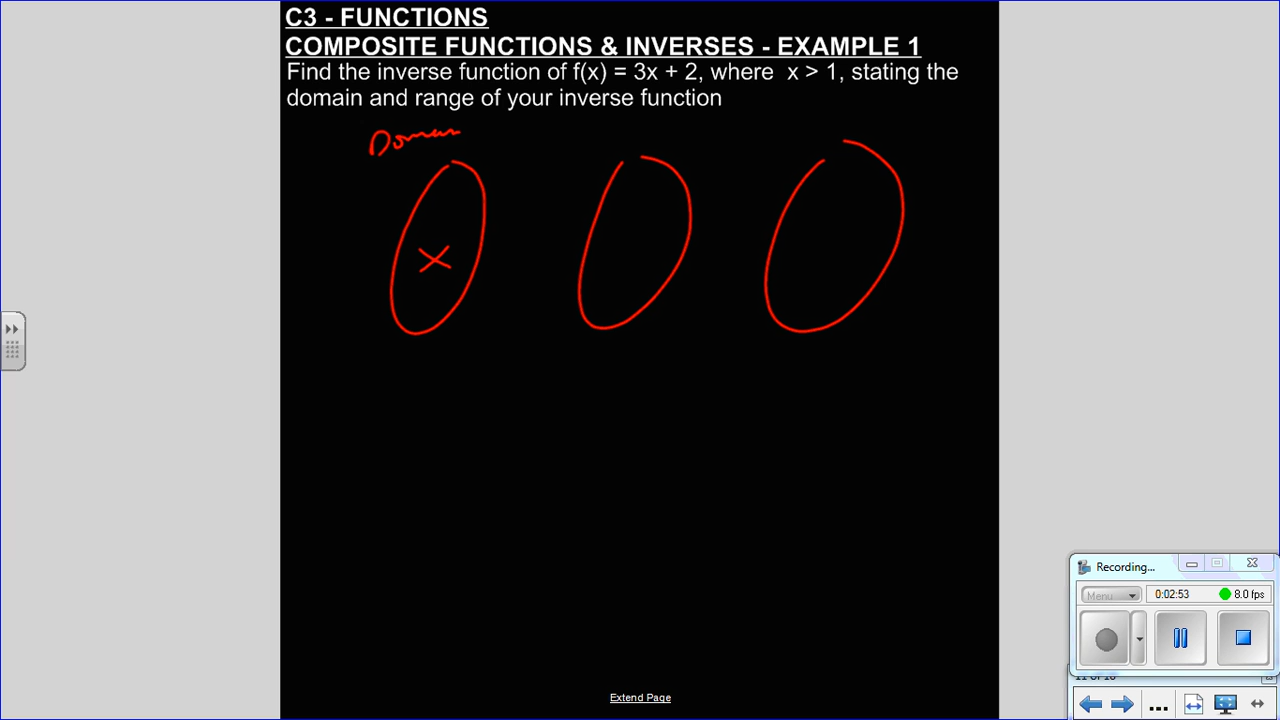 C3 - FUNCTIONS
COMPOSITE FUNCTIONS & INVERSES - EXAMPLE 1
Find the inverse function of f(x) = 3x + 2, where x > 1, stating the
domain and range of your inverse function
Domain
x
Recording...
Menu
0:02:53
8.0 fps
Extend Page
...